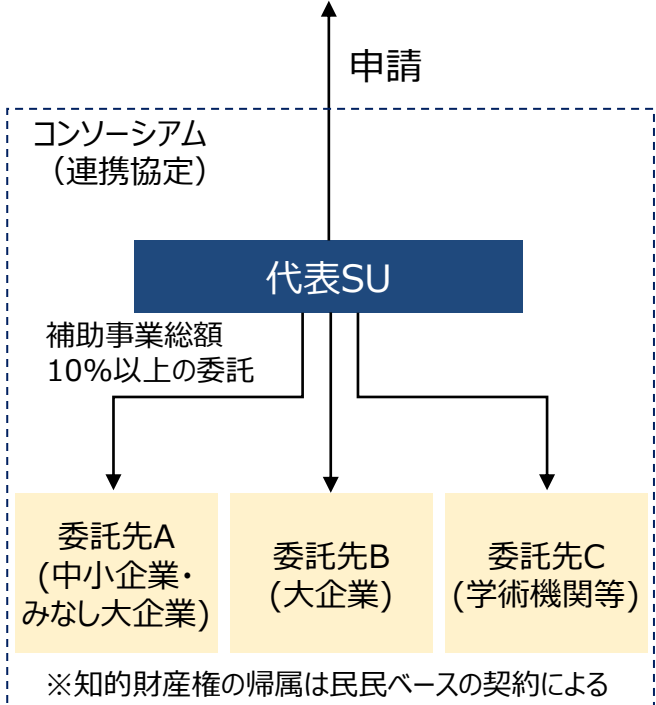 申請
コンソーシアム
（連携協定）
代表SU
補助事業総額
10%以上の委託
委託先A
(中小企業・
みなし大企業)
委託先B
(大企業)
委託先C
(学術機関等)
※知的財産権の帰属は民民ベースの契約による